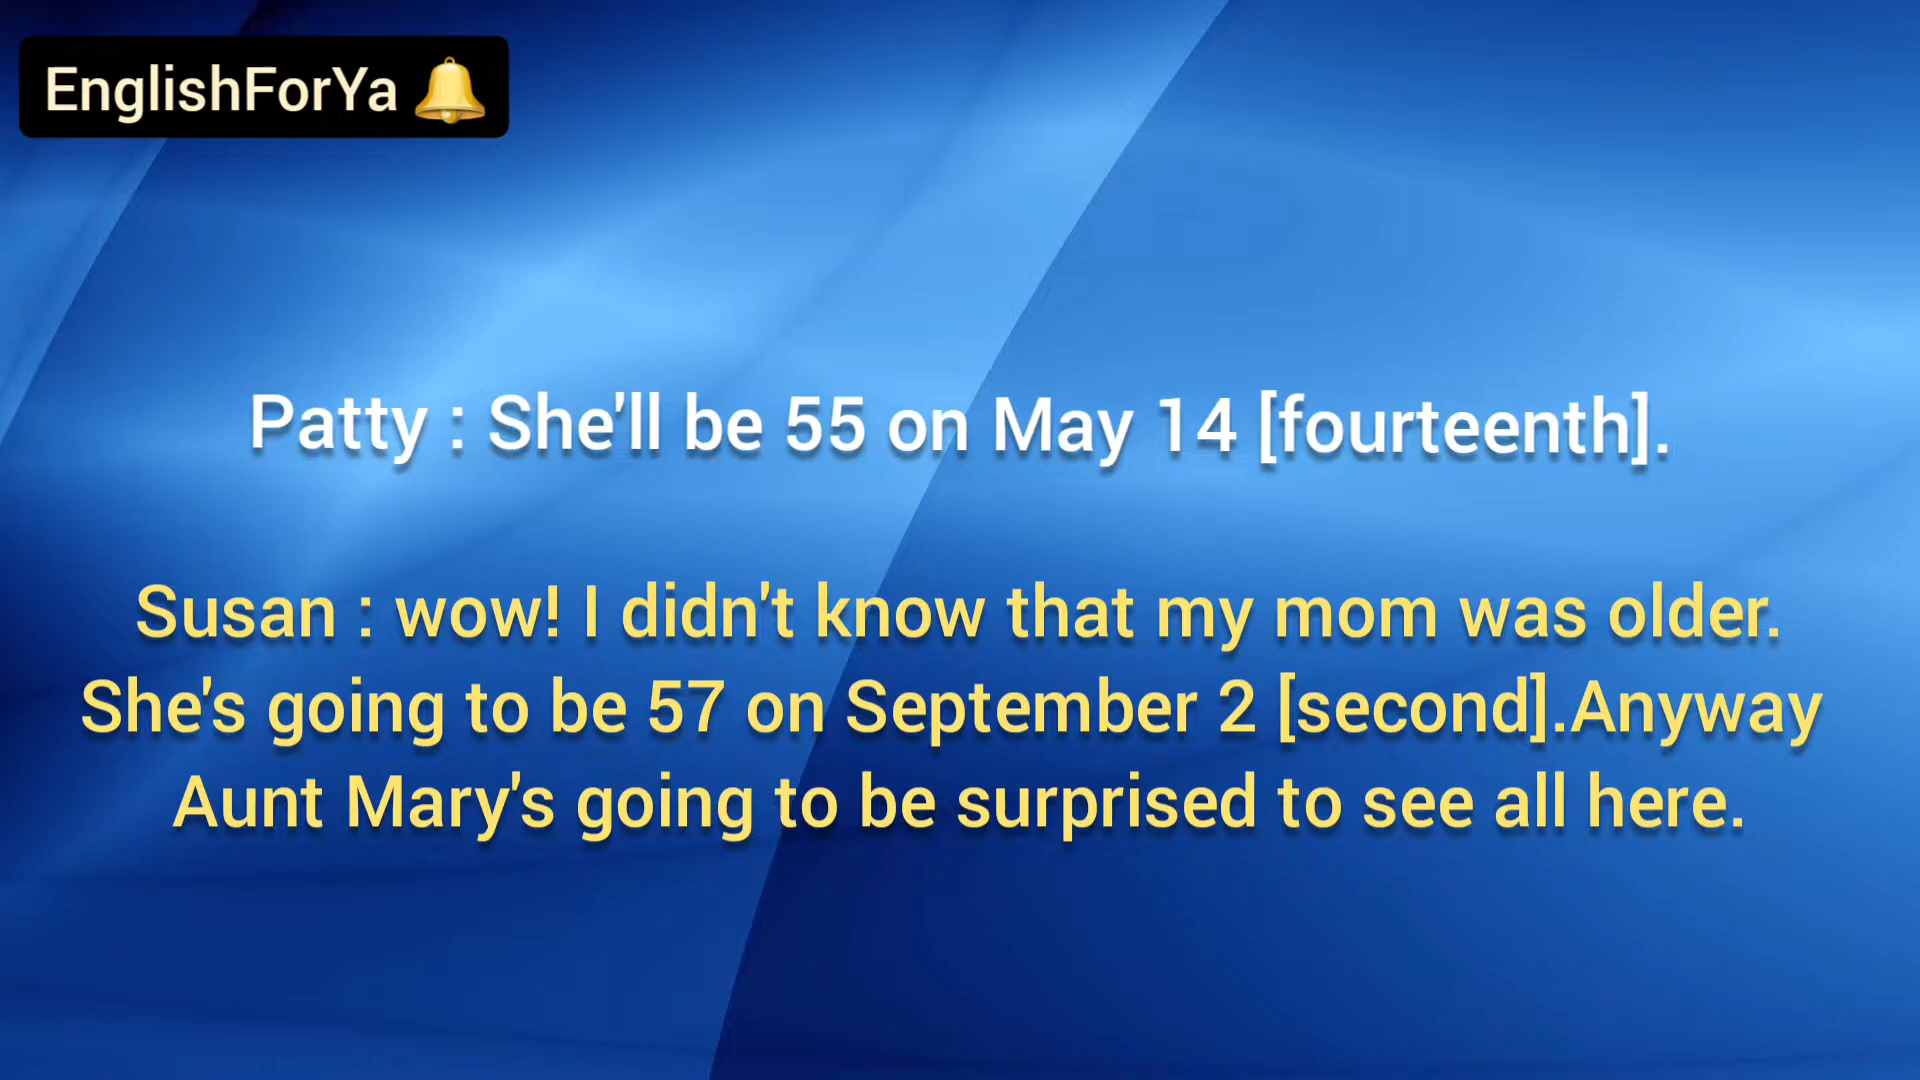 EnglishForYa 🔔
Patty : She'll be 55 on May 14 [fourteenth].
Susan : wow! I didn't know that my mom was older.
She's going to be 57 on September 2 [second].Anyway
Aunt Mary's going to be surprised to see all here.